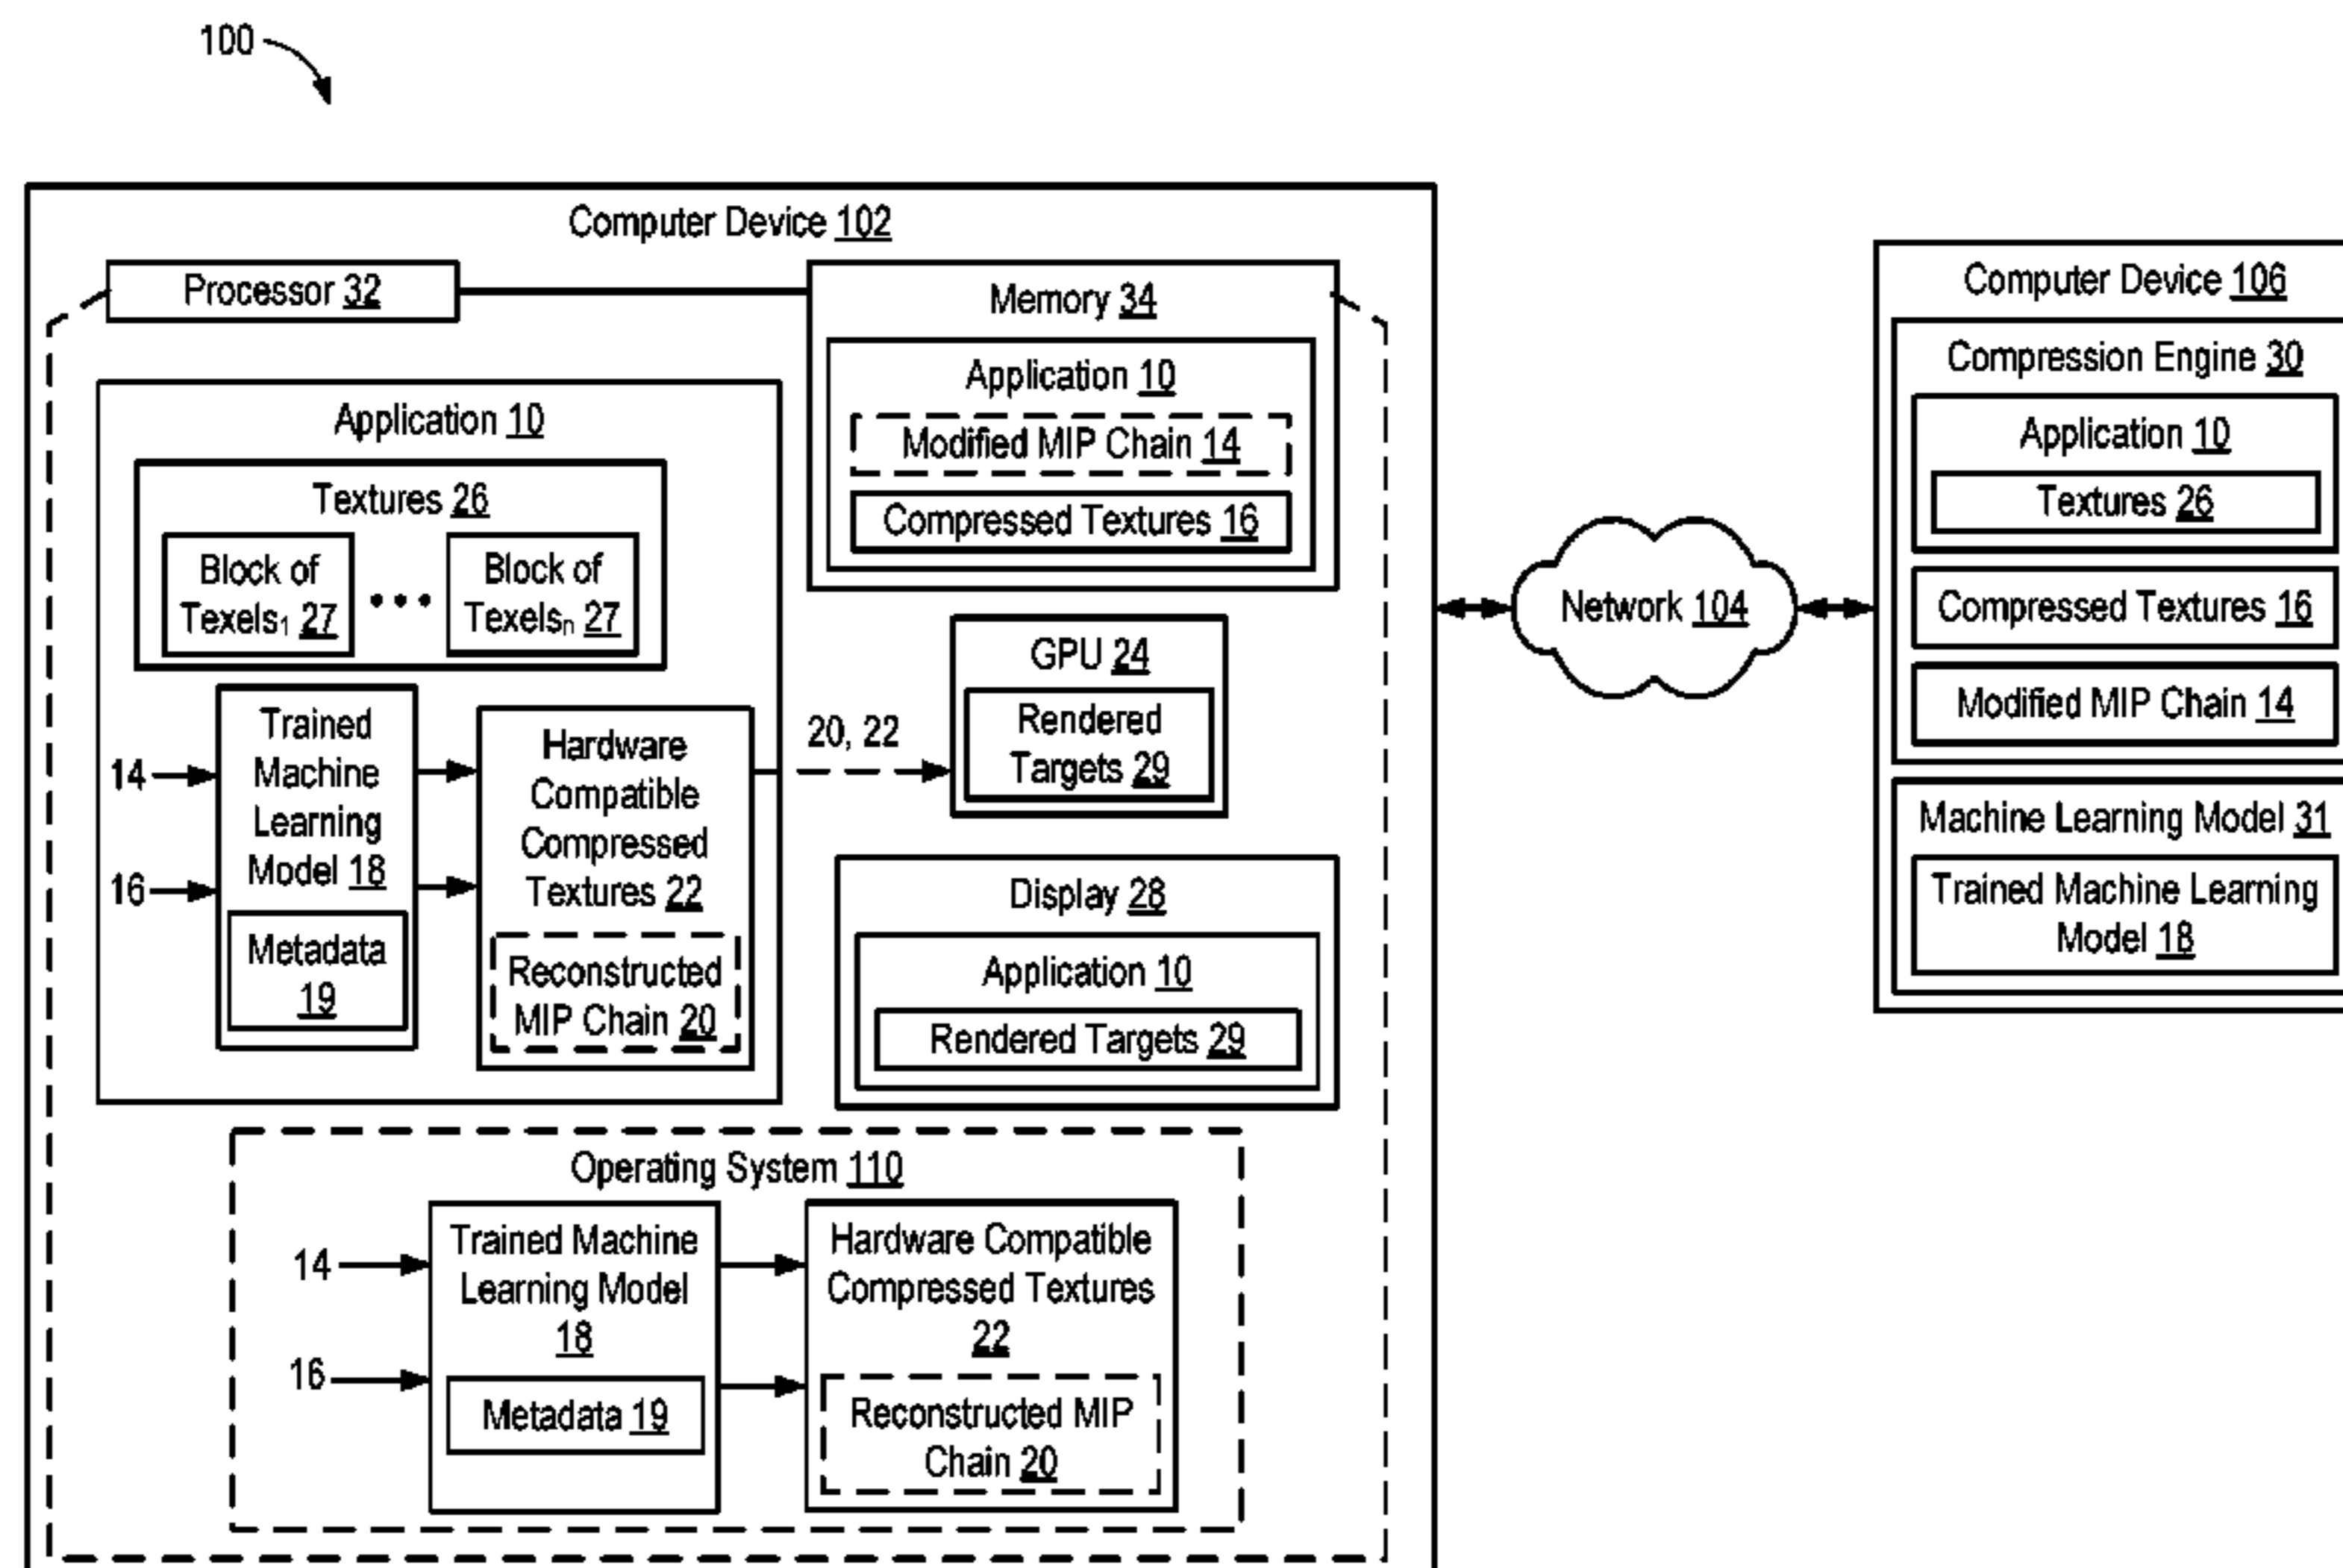 100
Computer Device 102
Processor 32
Memory 34
Application 10
Modified MIP Chain 14
Compressed Textures 16
Application 10
Textures 26
Block of
Texels₁ 27
Block of
Texelsₙ 27
14
16
Trained
Machine
Learning
Model 18
Metadata
19
Hardware
Compatible
Compressed
Textures 22
Reconstructed
MIP Chain 20
20, 22
GPU 24
Rendered
Targets 29
Display 28
Application 10
Rendered Targets 29
Operating System 110
14
16
Trained Machine
Learning Model
18
Metadata 19
Hardware Compatible
Compressed Textures
22
Reconstructed MIP
Chain 20
Network 104
Computer Device 106
Compression Engine 30
Application 10
Textures 26
Compressed Textures 16
Modified MIP Chain 14
Machine Learning Model 31
Trained Machine Learning
Model 18